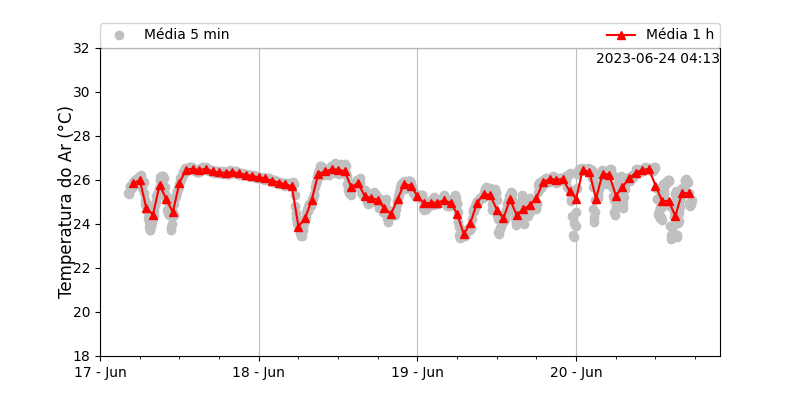 Média 5 min
Média 1 h
2023-06-24 04:13
Temperatura do Ar (°C)
32
30
28
26
24
22
20
18
17 - Jun
18 - Jun
19 - Jun
20 - Jun